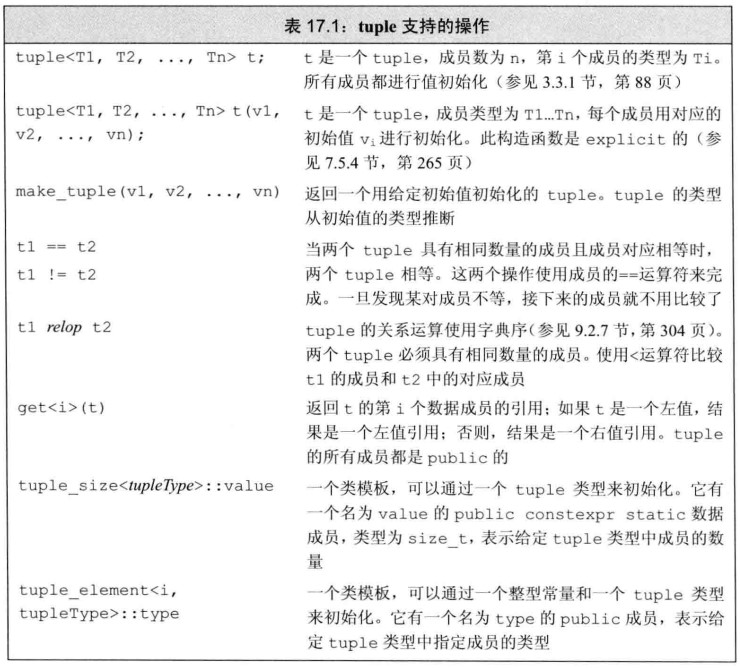 表 17.1：tuple 支持的操作
tuple<T1, T2, ..., Tn> t;
t 是一个 tuple，成员数为 n，第 i 个成员的类型为 Ti。
所有成员都进行值初始化（参见 3.3.1 节，第 88 页）
tuple<T1, T2, ..., Tn> t(v1,
v2, ..., vn);
t 是一个 tuple，成员类型为 T1…Tn，每个成员用对应的
初始值 vi 进行初始化。此构造函数是 explicit 的（参
见 7.5.4 节，第 265 页）
make_tuple(v1, v2, ..., vn)
返回一个用给定初始值初始化的 tuple。tuple 的类型
从初始值的类型推断
t1 == t2
t1 != t2
当两个 tuple 具有相同数量的成员且成员对应相等时，
两个 tuple 相等。这两个操作使用成员的==运算符来完
成。一旦发现某对成员不等，接下来的成员就不用比较了
t1 relop t2
tuple 的关系运算使用字典序（参见 9.2.7 节，第 304 页）。
两个 tuple 必须具有相同数量的成员。使用<运算符比较
t1 的成员和 t2 中的对应成员
get<i>(t)
返回 t 的第 i 个数据成员的引用；如果 t 是一个左值，结
果是一个左值引用；否则，结果是一个右值引用。tuple
的所有成员都是 public 的
tuple_size<tupleType>::value
一个类模板，可以通过一个 tuple 类型来初始化。它有
一个名为 value 的 public constexpr static 数据
成员，类型为 size_t，表示给定 tuple 类型中成员的数
量
tuple_element<i,
tupleType>::type
一个类模板，可以通过一个整型常量和一个 tuple 类型
来初始化。它有一个名为 type 的 public 成员，表示给
定 tuple 类型中指定成员的类型